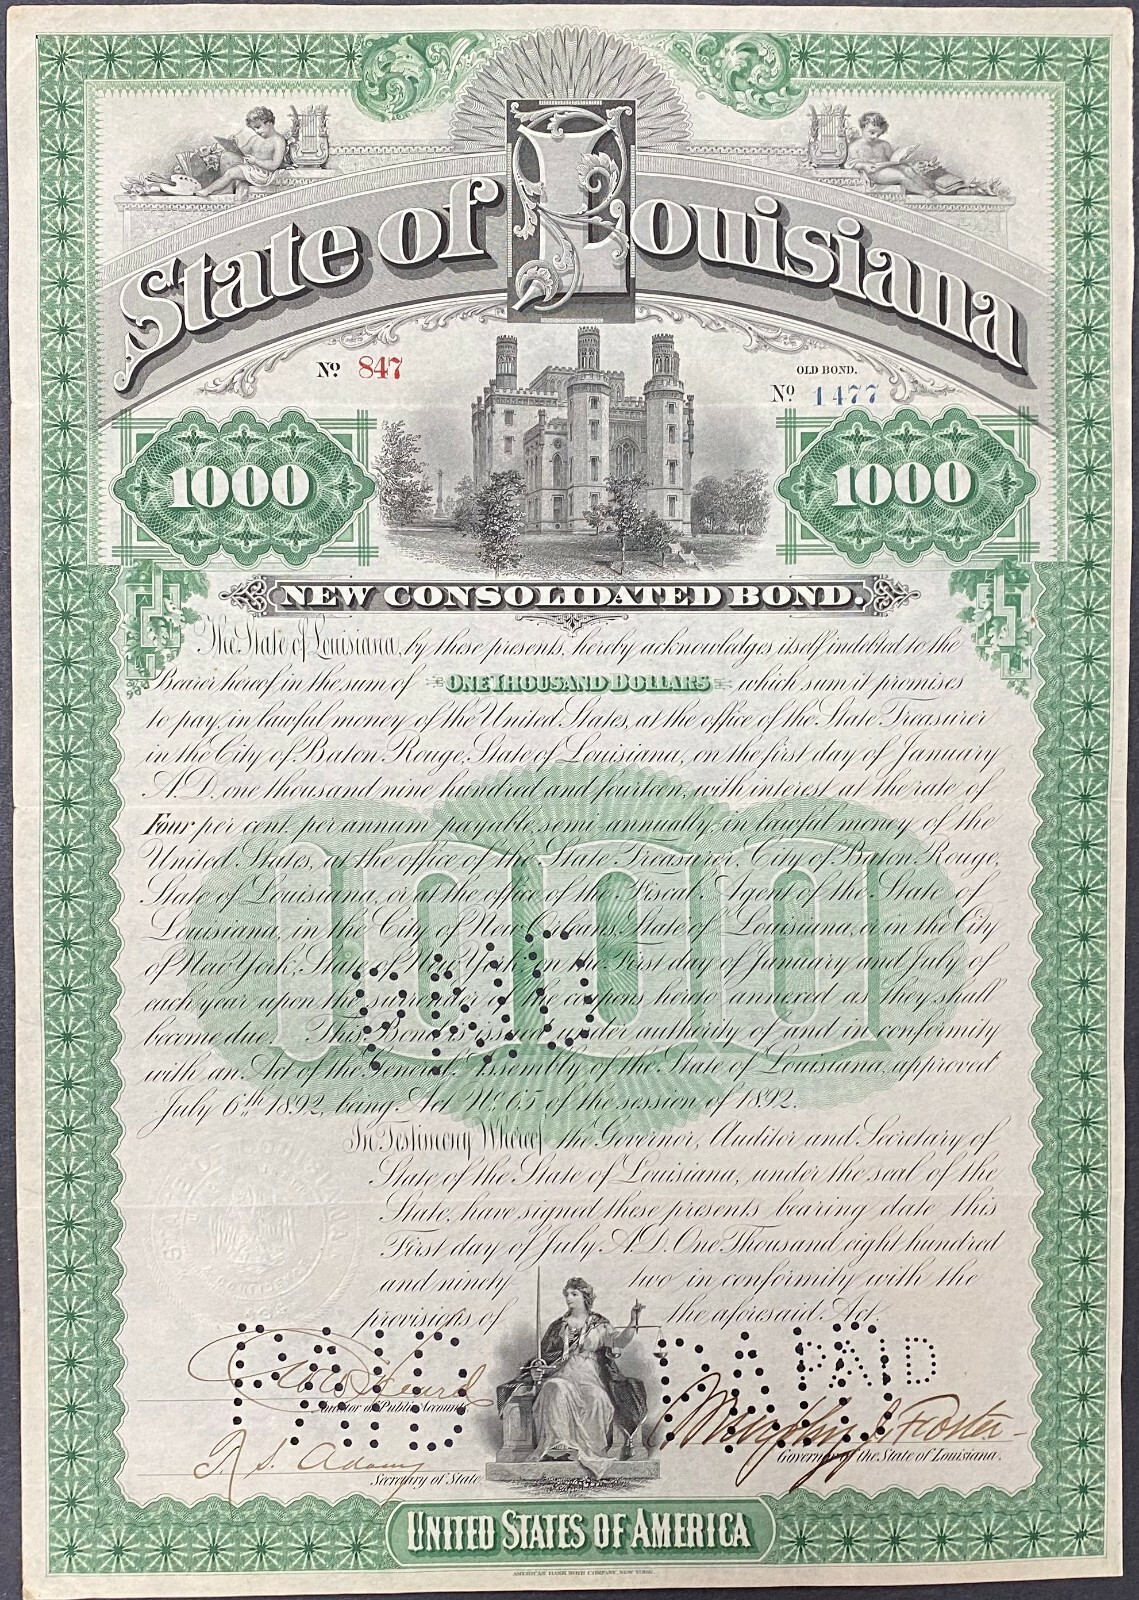 State of Louisiana
No 847
OLD BOND.
No 1477
1000
1000
NEW CONSOLIDATED BOND.
The State of Louisiana, by these presents, hereby acknowledges itself indebted to the
Bearer hereof in the sum of ONE THOUSAND DOLLARS which sum it promises
to pay, in lawful money of the United States, at the office of the State Treasurer
in the City of Baton Rouge, State of Louisiana, on the first day of January
A.D. one thousand nine hundred and fourteen, with interest at the rate of
Four per cent. per annum payable, semi-annually, in lawful money of the
United States, at the office of the State Treasurer, City of Baton Rouge,
State of Louisiana, or at the office of the Fiscal Agent of the State of
Louisiana, in the City of New Orleans, State of Louisiana, or in the City
of New York, State of New York, on the First day of January and July of
each year upon the surrender of the coupons hereto annexed as they shall
become due. This Bond is issued under authority of and in conformity
with an Act of the General Assembly of the State of Louisiana, approved
July 6th 1892, being Act No. 65 of the session of 1892.
1000
In Testimony Whereof the Governor, Auditor and Secretary of
State of the State of Louisiana, under the seal of the
State, have signed these presents bearing date this
First day of July A.D. One Thousand eight hundred
and ninety two in conformity with the
provisions of the aforesaid Act.
STATE OF LOUISIANA
CONFIDENCE
PAID PAID
PAID
W W Heard
Auditor of Public Accounts
Murphy J. Foster
Governor of the State of Louisiana.
T. S. Adams
Secretary of State.
UNITED STATES OF AMERICA
AMERICAN BANK NOTE COMPANY, NEW YORK.